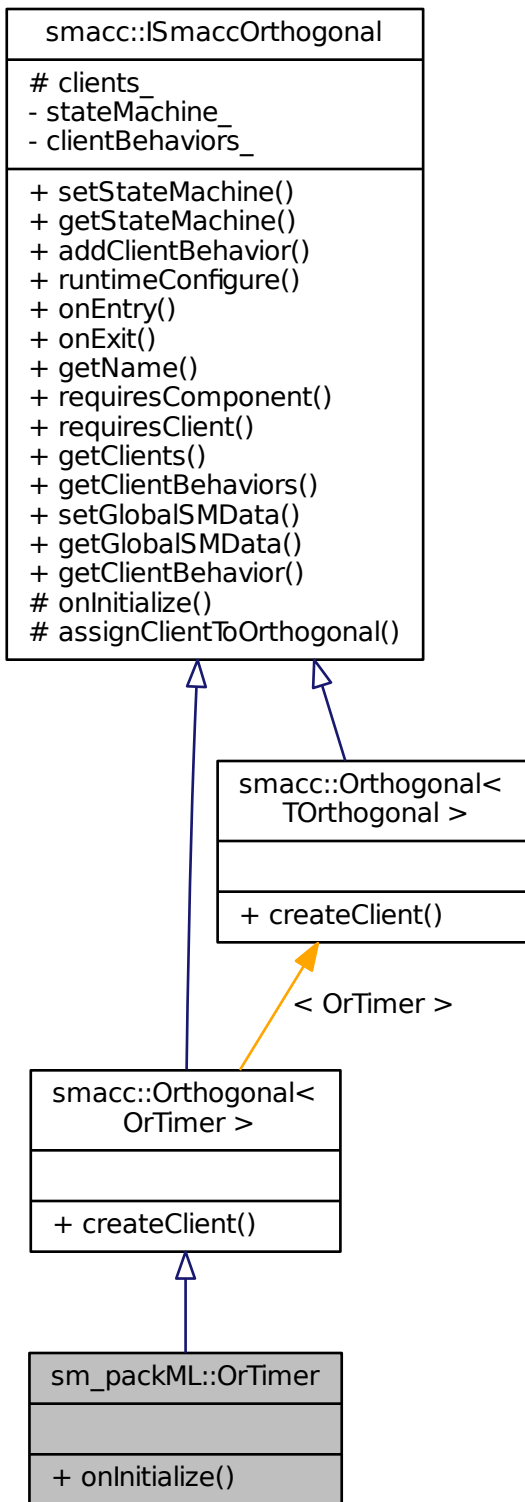 smacc::ISmaccOrthogonal
# clients_
- stateMachine_
- clientBehaviors_
+ setStateMachine()
+ getStateMachine()
+ addClientBehavior()
+ runtimeConfigure()
+ onEntry()
+ onExit()
+ getName()
+ requiresComponent()
+ requiresClient()
+ getClients()
+ getClientBehaviors()
+ setGlobalSMData()
+ getGlobalSMData()
+ getClientBehavior()
# onInitialize()
# assignClientToOrthogonal()
smacc::Orthogonal<
TOrthogonal >
+ createClient()
< OrTimer >
smacc::Orthogonal<
OrTimer >
+ createClient()
sm_packML::OrTimer
+ onInitialize()